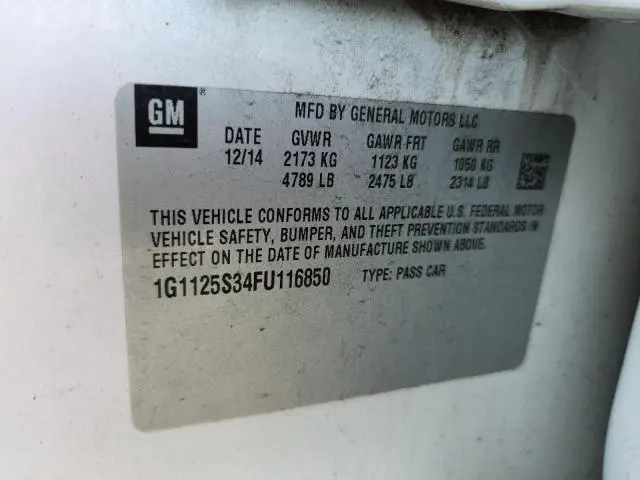 GM
MFD BY GENERAL MOTORS LLC
DATE GVWR GAWR FRT GAWR RR
12/14 2173 KG 1123 KG 1050 KG
4789 LB 2475 LB 2314 LB
THIS VEHICLE CONFORMS TO ALL APPLICABLE U.S. FEDERAL MOTOR
VEHICLE SAFETY, BUMPER, AND THEFT PREVENTION STANDARDS IN
EFFECT ON THE DATE OF MANUFACTURE SHOWN ABOVE.
1G1125S34FU116850 TYPE: PASS CAR